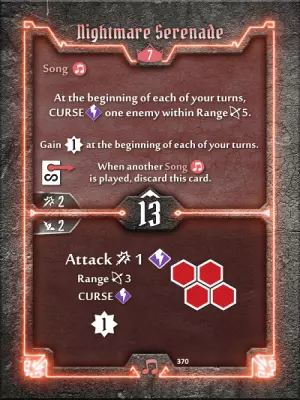 Nightmare Serenade
7
Song
At the beginning of each of your turns,
CURSE one enemy within Range 5.
Gain 1 at the beginning of each of your turns.
When another Song
is played, discard this card.
2
2
13
Attack 1
Range 3
CURSE
1
370